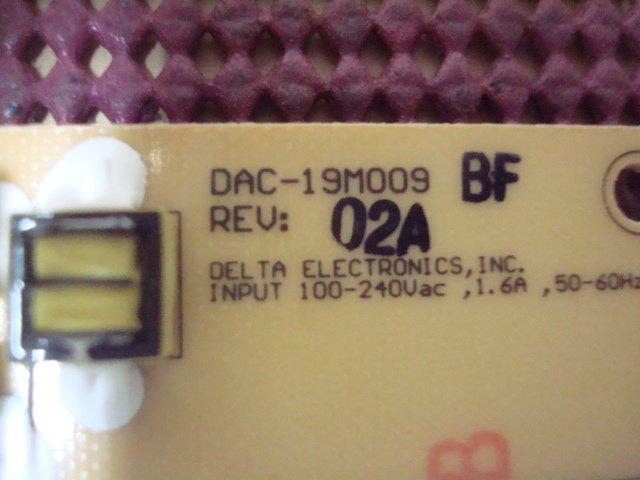 DAC-19M009 BF
REV: 02A
DELTA ELECTRONICS,INC.
INPUT 100-240Vac ,1.6A ,50-60Hz
B